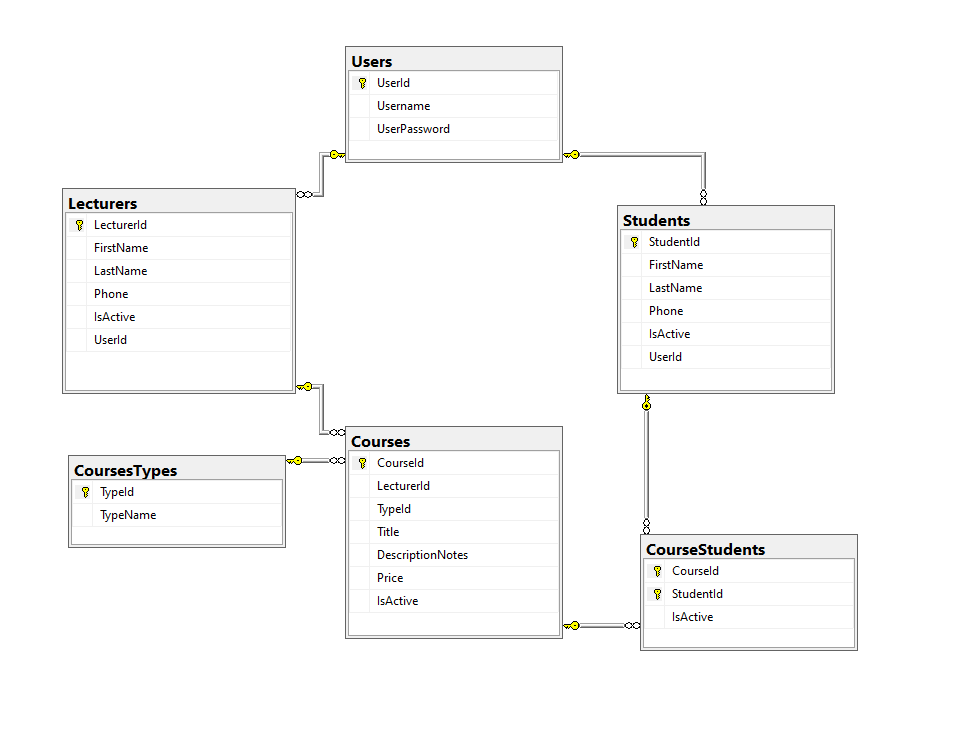 Users
UserId
Username
UserPassword
Lecturers
LecturerId
FirstName
LastName
Phone
IsActive
UserId
Students
StudentId
FirstName
LastName
Phone
IsActive
UserId
Courses
CourseId
LecturerId
TypeId
Title
DescriptionNotes
Price
IsActive
CoursesTypes
TypeId
TypeName
CourseStudents
CourseId
StudentId
IsActive